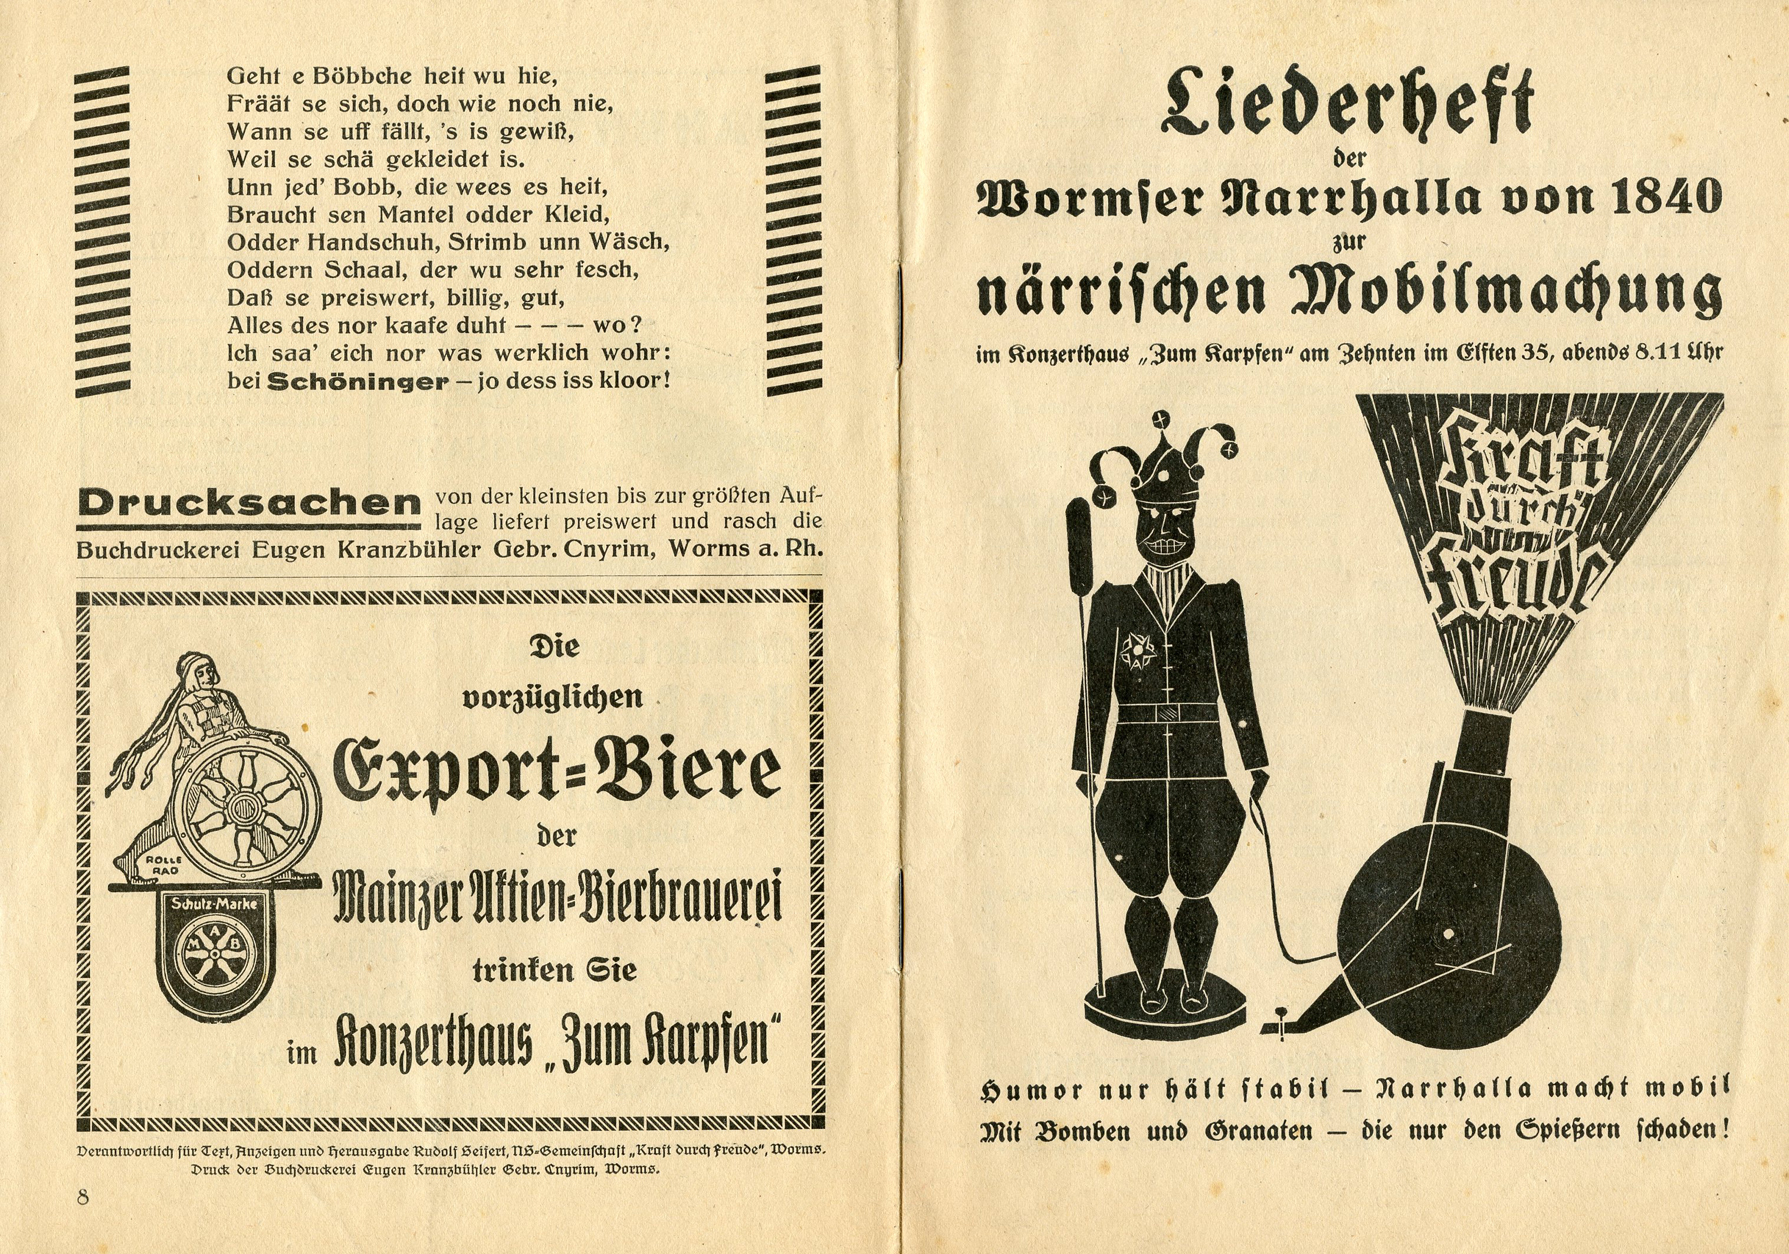 Geht e Böbbche heit wu hie,
Fräät se sich, doch wie noch nie,
Wann se uff fällt, 's is gewiß,
Weil se schä gekleidet is.
Unn jed' Bobb, die wees es heit,
Braucht sen Mantel odder Kleid,
Odder Handschuh, Strimb unn Wäsch,
Oddern Schaal, der wu sehr fesch,
Daß se preiswert, billig, gut,
Alles des nor kaafe duht – – – wo?
Ich saa' eich nor was werklich wohr:
bei Schöninger – jo dess iss kloor!
Drucksachen von der kleinsten bis zur größten Auf-
lage liefert preiswert und rasch die
Buchdruckerei Eugen Kranzbühler Gebr. Cnyrim, Worms a. Rh.
Die
vorzüglichen
Export-Biere
der
Mainzer Aktien-Bierbrauerei
trinken Sie
im Konzerthaus „Zum Karpfen“
ROLLE
RAD
Schutz-Marke
M A B
Verantwortlich für Text, Anzeigen und Herausgabe Rudolf Seifert, NS-Gemeinschaft „Kraft durch Freude“, Worms.
Druck der Buchdruckerei Eugen Kranzbühler Gebr. Cnyrim, Worms.
8
Liederheft
der
Wormser Narrhalla von 1840
zur
närrischen Mobilmachung
im Konzerthaus „Zum Karpfen“ am Zehnten im Elften 35, abends 8.11 Uhr
Kraft
durch
Freude
Humor nur hält stabil – Narrhalla macht mobil
Mit Bomben und Granaten – die nur den Spießern schaden!